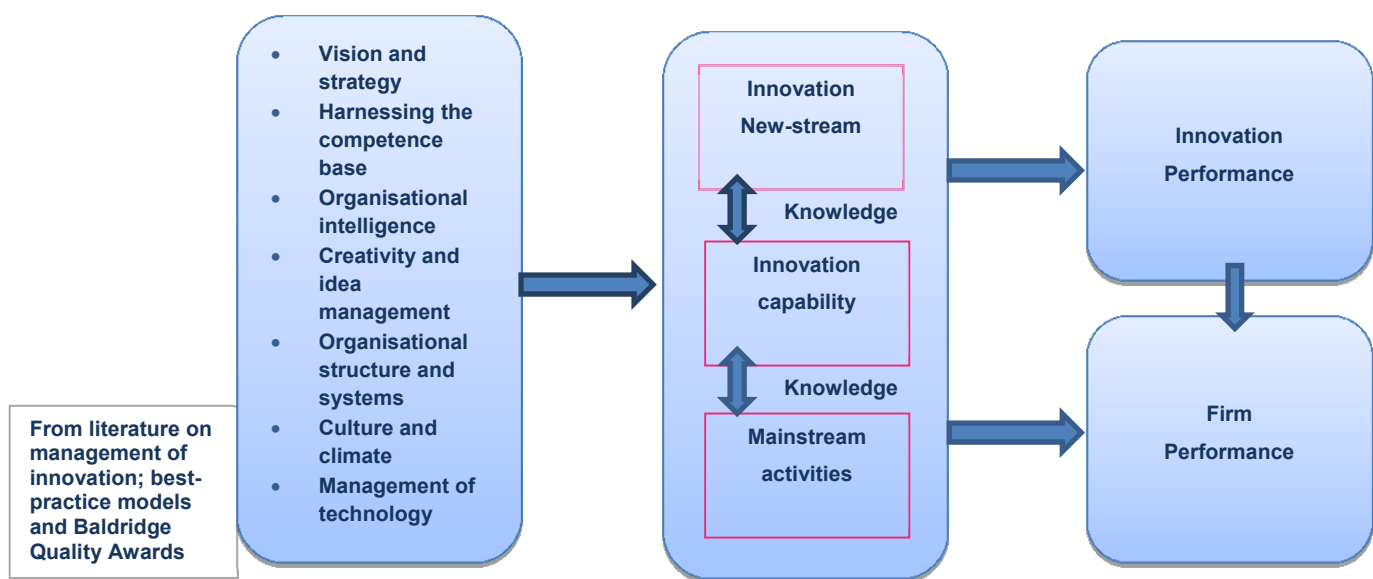 • Vision and
strategy
• Harnessing the
competence
base
• Organisational
intelligence
• Creativity and
idea
management
• Organisational
structure and
systems
• Culture and
climate
• Management of
technology
From literature on
management of
innovation; best-
practice models
and Baldridge
Quality Awards
Innovation
New-stream
Knowledge
Innovation
capability
Knowledge
Mainstream
activities
Innovation
Performance
Firm
Performance